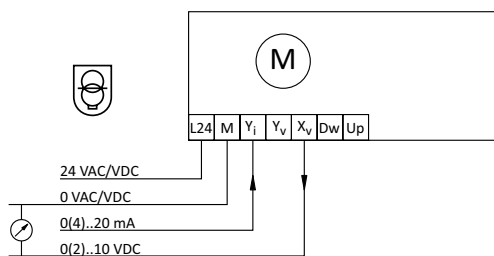 M
L24 M Yi Yv Xv Dw Up
24 VAC/VDC
0 VAC/VDC
0(4)..20 mA
0(2)..10 VDC